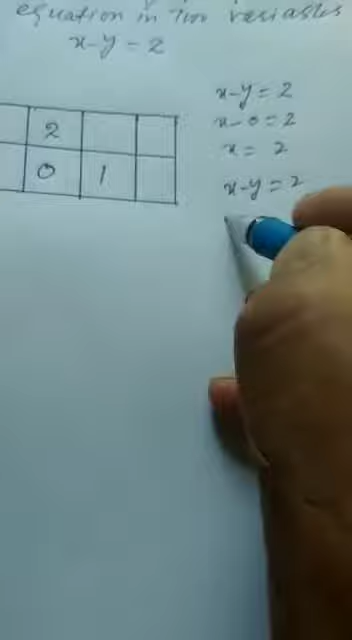 equation in Two variables
x-y = 2
2
0 1
x-y = 2
x-0 = 2
x = 2
x-y = 2